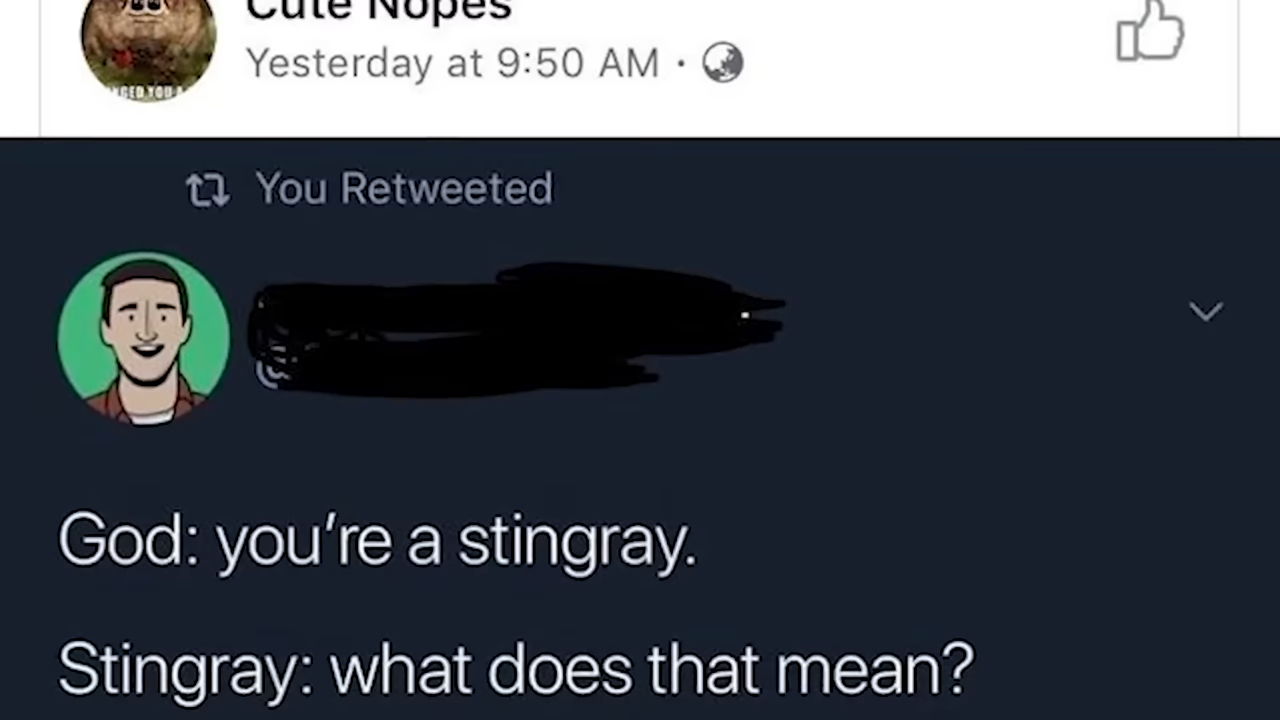 Cute Nopes
Yesterday at 9:50 AM ·
You Retweeted
God: you're a stingray.
Stingray: what does that mean?